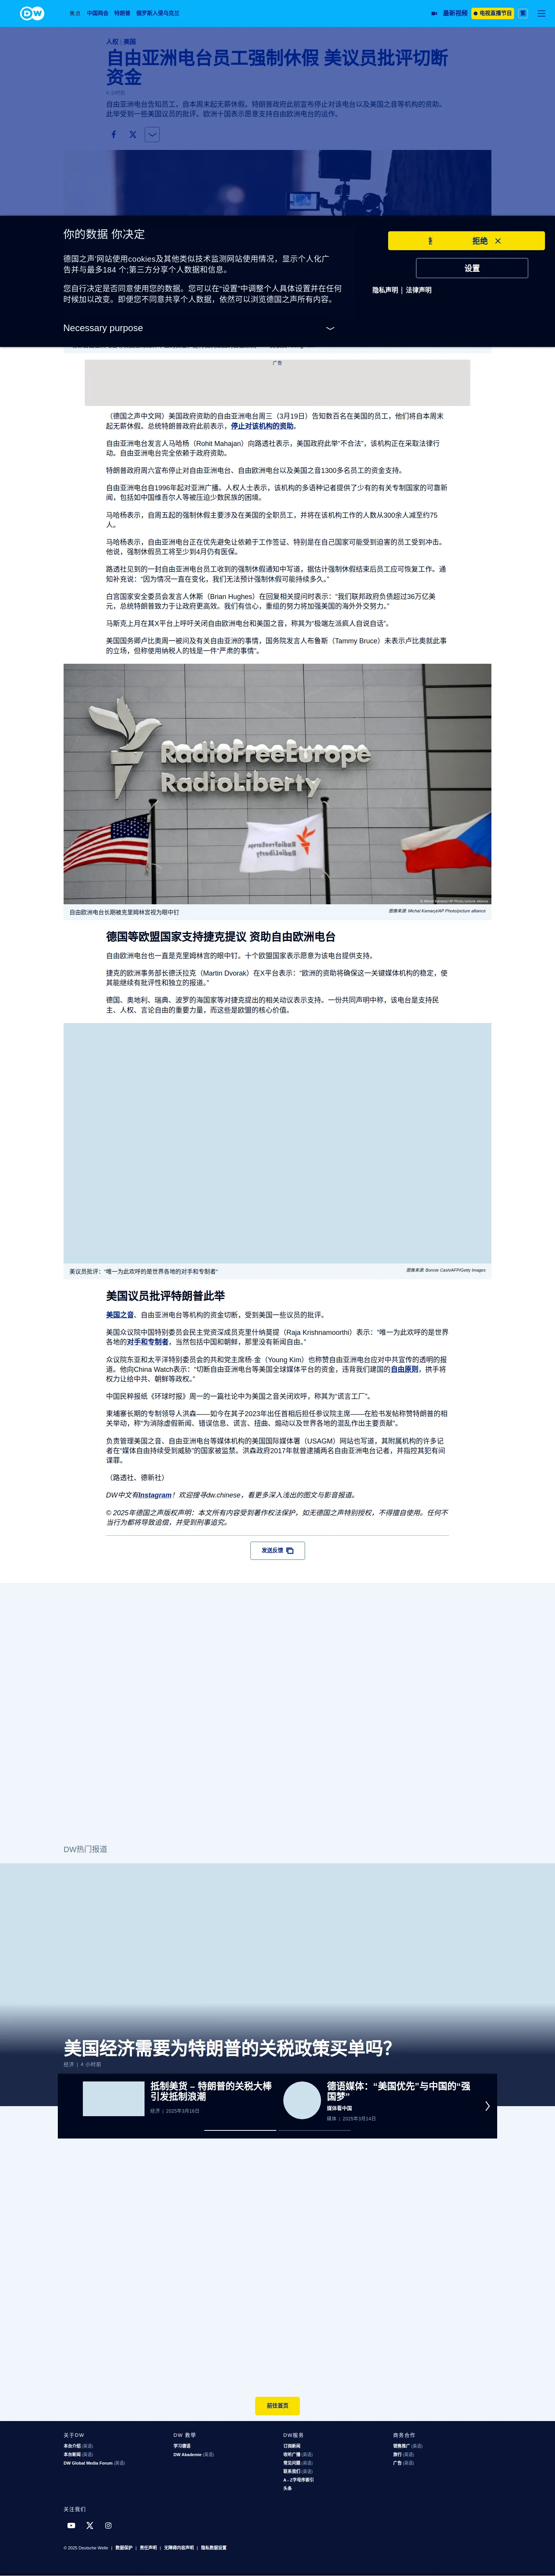 DW
焦点 中国两会 特朗普 俄罗斯入侵乌克兰
最新视频 电视直播节目 繁
人权 | 美国
自由亚洲电台员工强制休假 美议员批评切断
资金
4 小时前
自由亚洲电台告知员工，自本周末起无薪休假。特朗普政府此前宣布停止对该电台以及美国之音等机构的资助。
此举受到一些美国议员的批评。欧洲十国表示愿意支持自由欧洲电台的运作。
你的数据 你决定
德国之声'网站使用cookies及其他类似技术监测网站使用情况，显示个人化广
告并与最多184 个;第三方分享个人数据和信息。
您自行决定是否同意使用您的数据。您可以在"设置"中调整个人具体设置并在任何
时候加以改变。即便您不同意共享个人数据，依然可以浏览德国之声所有内容。
Necessary purpose
拒绝
设置
隐私声明 | 法律声明
广告
（德国之声中文网）美国政府资助的自由亚洲电台周三（3月19日）告知数百名在美国的员工，他们将自本周末
起无薪休假。总统特朗普政府此前表示，停止对该机构的资助。
自由亚洲电台发言人马哈杨（Rohit Mahajan）向路透社表示，美国政府此举"不合法"，该机构正在采取法律行
动。自由亚洲电台完全依赖于政府资助。
特朗普政府周六宣布停止对自由亚洲电台、自由欧洲电台以及美国之音1300多名员工的资金支持。
自由亚洲电台自1996年起对亚洲广播。人权人士表示，该机构的多语种记者提供了少有的有关专制国家的可靠新
闻，包括如中国维吾尔人等被压迫少数民族的困境。
马哈杨表示，自周五起的强制休假主要涉及在美国的全职员工，并将在该机构工作的人数从300余人减至约75
人。
马哈杨表示，自由亚洲电台正在优先避免让依赖于工作签证、特别是在自己国家可能受到迫害的员工受到冲击。
他说，强制休假员工将至少到4月仍有医保。
路透社见到的一封自由亚洲电台员工收到的强制休假通知中写道，据估计强制休假结束后员工应可恢复工作。通
知补充说："因为情况一直在变化，我们无法预计强制休假可能持续多久。"
白宫国家安全委员会发言人休斯（Brian Hughes）在回复相关提问时表示："我们联邦政府负债超过36万亿美
元，总统特朗普致力于让政府更高效。我们有信心，重组的努力将加强美国的海外外交努力。"
马斯克上月在其X平台上呼吁关闭自由欧洲电台和美国之音，称其为"极端左派疯人自说自话"。
美国国务卿卢比奥周一被问及有关自由亚洲的事情，国务院发言人布鲁斯（Tammy Bruce）未表示卢比奥就此事
的立场，但称使用纳税人的钱是一件"严肃的事情"。
RadioFreeEurope
RadioLiberty
自由欧洲电台长期被克里姆林宫视为眼中钉
图像来源: Michal Kamaryt/AP Photo/picture alliance
德国等欧盟国家支持捷克提议 资助自由欧洲电台
自由欧洲电台也一直是克里姆林宫的眼中钉。十个欧盟国家表示愿意为该电台提供支持。
捷克的欧洲事务部长德沃拉克（Martin Dvorak）在X平台表示："欧洲的资助将确保这一关键媒体机构的稳定，使
其能继续有批评性和独立的报道。"
德国、奥地利、瑞典、波罗的海国家等对捷克提出的相关动议表示支持。一份共同声明中称，该电台是支持民
主、人权、言论自由的重要力量，而这些是欧盟的核心价值。
美议员批评："唯一为此欢呼的是世界各地的对手和专制者"
图像来源: Bonnie Cash/AFP/Getty Images
美国议员批评特朗普此举
美国之音、自由亚洲电台等机构的资金切断，受到美国一些议员的批评。
美国众议院中国特别委员会民主党资深成员克里什纳莫提（Raja Krishnamoorthi）表示："唯一为此欢呼的是世界
各地的对手和专制者，当然包括中国和朝鲜，那里没有新闻自由。"
众议院东亚和太平洋特别委员会的共和党主席杨·金（Young Kim）也称赞自由亚洲电台应对中共宣传的透明的报
道。他向China Watch表示："切断自由亚洲电台等美国全球媒体平台的资金，违背我们建国的自由原则，拱手将
权力让给中共、朝鲜等政权。"
中国民粹报纸《环球时报》周一的一篇社论中为美国之音关闭欢呼，称其为"谎言工厂"。
柬埔寨长期的专制领导人洪森——如今在其子2023年出任首相后担任参议院主席——在脸书发帖称赞特朗普的相
关举动，称"为消除虚假新闻、错误信息、谎言、扭曲、煽动以及世界各地的混乱作出主要贡献"。
负责管理美国之音、自由亚洲电台等媒体机构的美国国际媒体署（USAGM）网站也写道，其附属机构的许多记
者在"媒体自由持续受到威胁"的国家被监禁。洪森政府2017年就曾逮捕两名自由亚洲电台记者，并指控其犯有间
谍罪。
（路透社、德新社）
DW中文有Instagram！欢迎搜寻dw.chinese，看更多深入浅出的图文与影音报道。
© 2025年德国之声版权声明：本文所有内容受到著作权法保护，如无德国之声特别授权，不得擅自使用。任何不
当行为都将导致追偿，并受到刑事追究。
发送反馈
DW热门报道
美国经济需要为特朗普的关税政策买单吗？
经济 | 4 小时前
抵制美货 – 特朗普的关税大棒
引发抵制浪潮
经济 | 2025年3月16日
德语媒体：“美国优先”与中国的“强
国梦”
媒体看中国
媒体 | 2025年3月14日
前往首页
关于DW
本台介绍 (英语)
本台新闻 (英语)
DW Global Media Forum (英语)
DW 教學
学习德语
DW Akademie (英语)
DW服务
订阅新闻
收听广播 (英语)
常见问题 (英语)
联系我们 (英语)
A - Z字母序索引
头条
商务合作
销售推广 (英语)
旅行 (英语)
广告 (英语)
关注我们
© 2025 Deutsche Welle | 数据保护 | 责任声明 | 无障碍内容声明 | 隐私数据设置